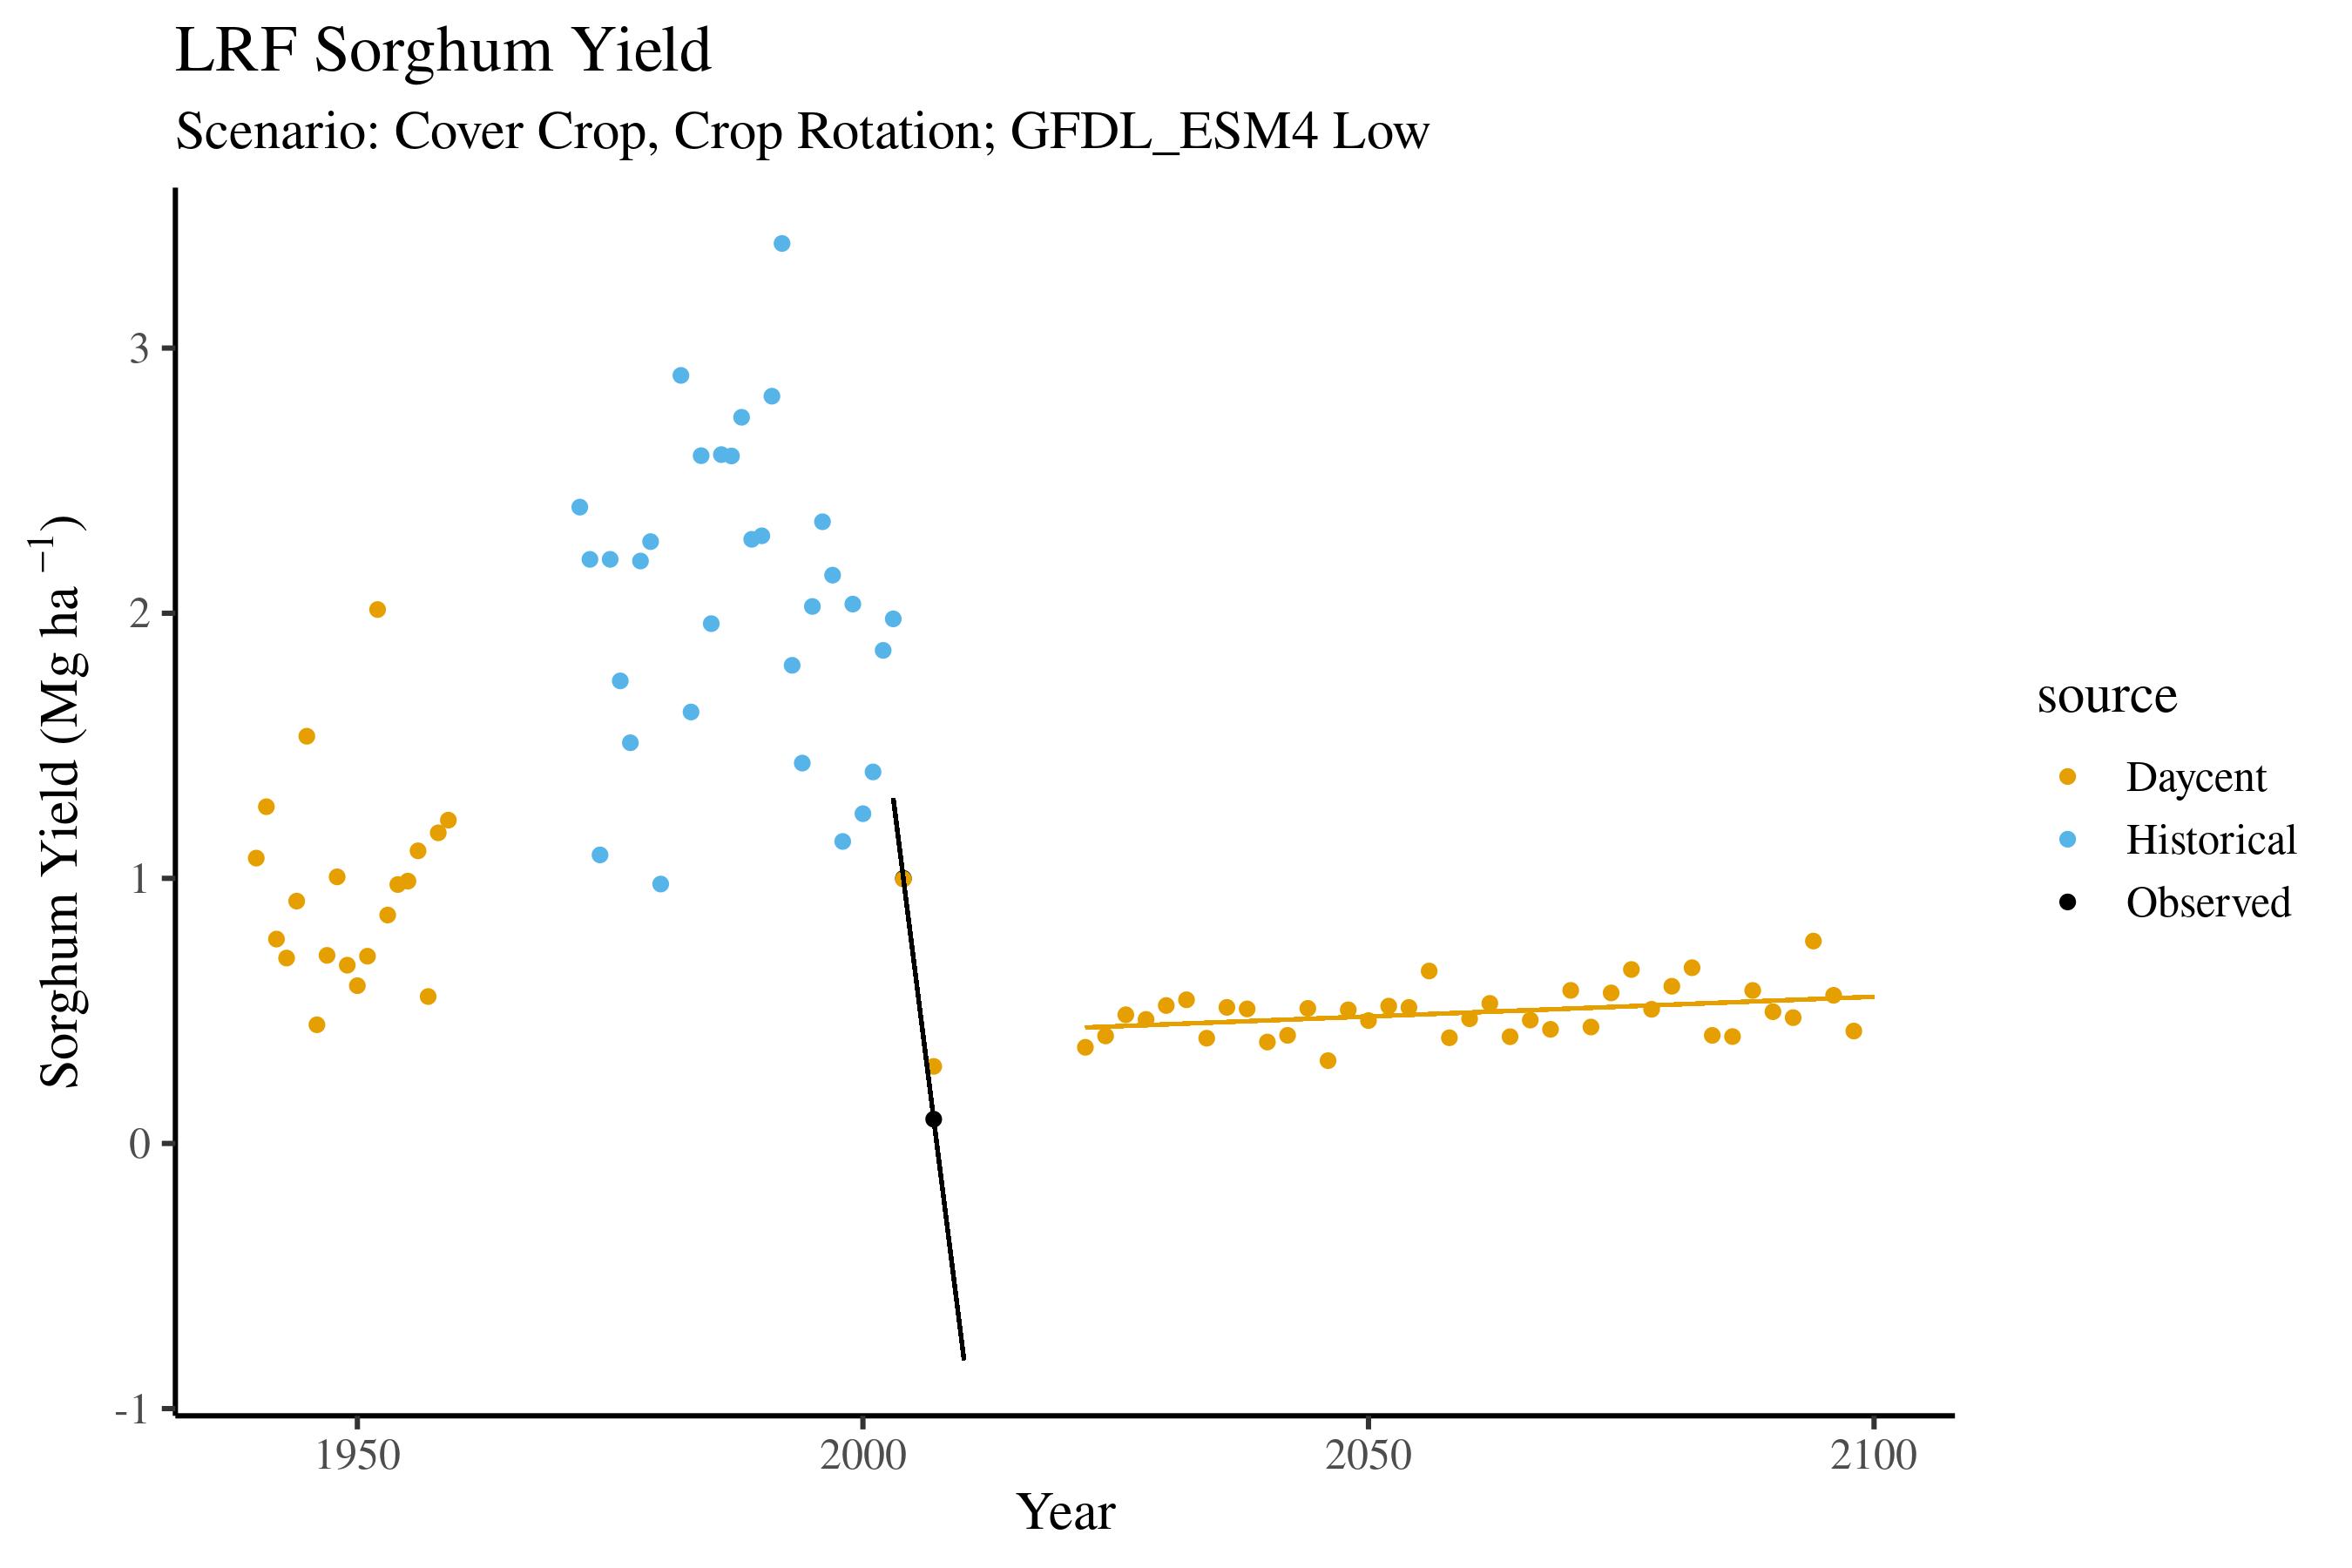 LRF Sorghum Yield
Scenario: Cover Crop, Crop Rotation; GFDL_ESM4 Low
Sorghum Yield (Mg ha −1)
3
2
1
0
-1
1950
2000
2050
2100
Year
source
Daycent
Historical
Observed